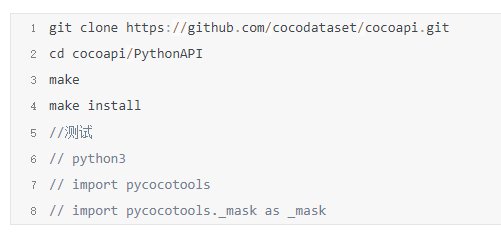 1 git clone https://github.com/cocodataset/cocoapi.git
2 cd cocoapi/PythonAPI
3 make
4 make install
5 //测试
6 // python3
7 // import pycocotools
8 // import pycocotools._mask as _mask